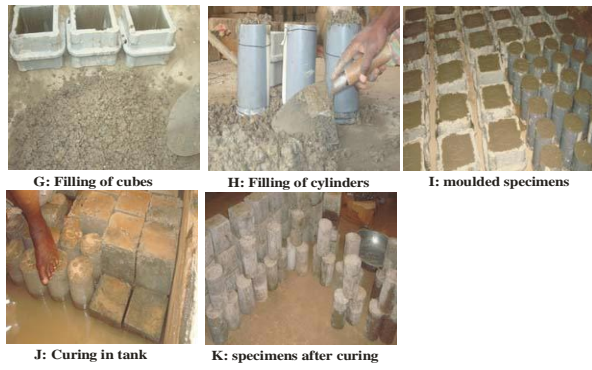 G: Filling of cubes
H: Filling of cylinders
I: moulded specimens
J: Curing in tank
K: specimens after curing